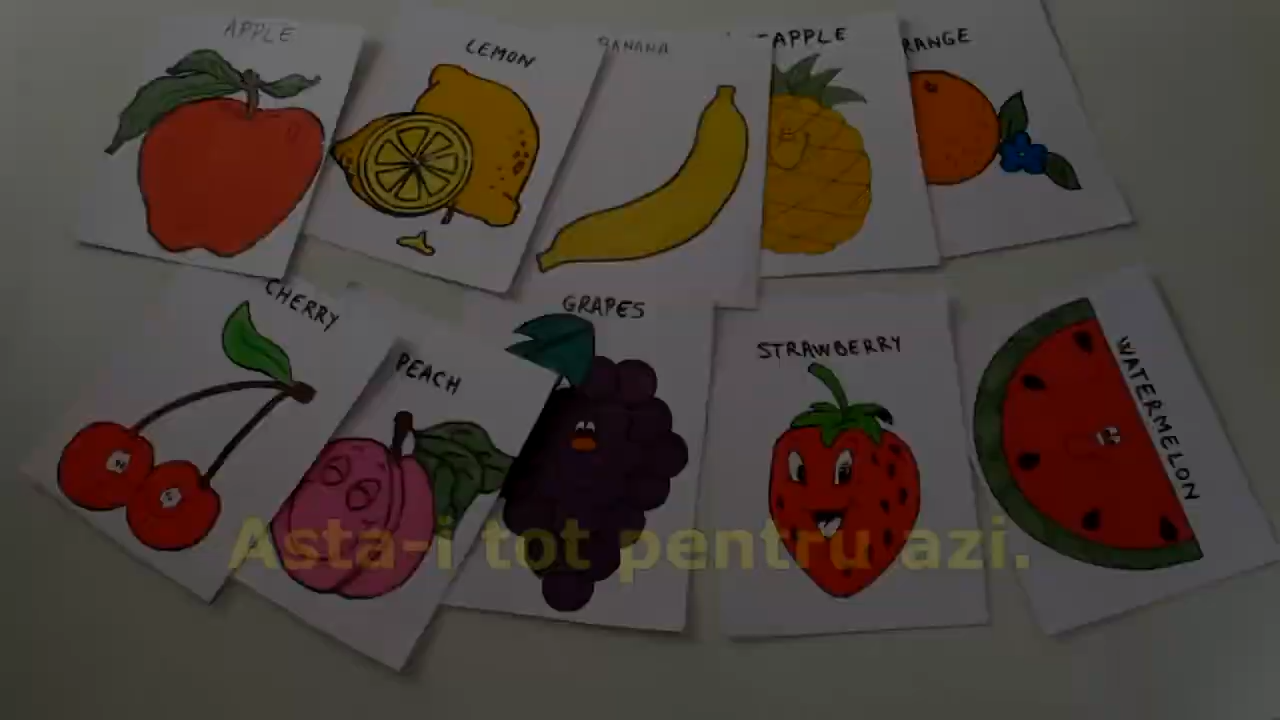 APPLE
LEMON
BANANA
-APPLE
RANGE
CHERRY
PEACH
GRAPES
STRAWBERRY
WATERMELON
Asta-i tot pentru azi.